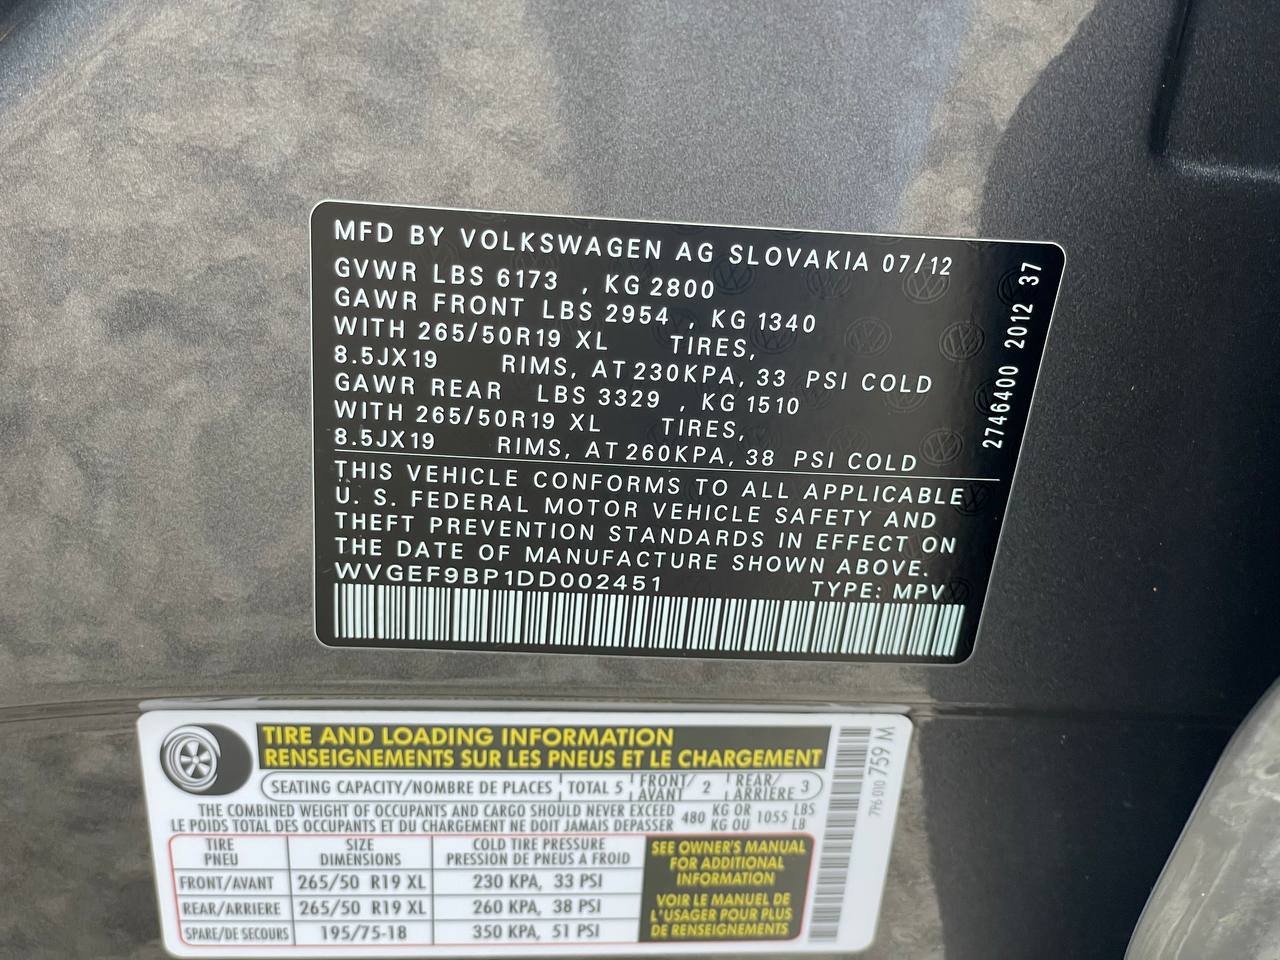 MFD BY VOLKSWAGEN AG SLOVAKIA 07/12
GVWR LBS 6173 , KG 2800
GAWR FRONT LBS 2954 , KG 1340
WITH 265/50R19 XL TIRES,
8.5JX19 RIMS, AT 230KPA, 33 PSI COLD
GAWR REAR LBS 3329 , KG 1510
WITH 265/50R19 XL TIRES,
8.5JX19 RIMS, AT 260KPA, 38 PSI COLD
THIS VEHICLE CONFORMS TO ALL APPLICABLE
U. S. FEDERAL MOTOR VEHICLE SAFETY AND
THEFT PREVENTION STANDARDS IN EFFECT ON
THE DATE OF MANUFACTURE SHOWN ABOVE.
WVGEF9BP1DD002451 TYPE: MPV
2746400 2012 37
TIRE AND LOADING INFORMATION
RENSEIGNEMENTS SUR LES PNEUS ET LE CHARGEMENT
SEATING CAPACITY/NOMBRE DE PLACES TOTAL 5 FRONT/AVANT 2 REAR/ARRIÈRE 3
THE COMBINED WEIGHT OF OCCUPANTS AND CARGO SHOULD NEVER EXCEED 480 KG OR 1055 LBS
LE POIDS TOTAL DES OCCUPANTS ET DU CHARGEMENT NE DOIT JAMAIS DEPASSER KG OU LB
TIRE SIZE COLD TIRE PRESSURE
PNEU DIMENSIONS PRESSION DE PNEUS A FROID
FRONT/AVANT 265/50 R19 XL 230 KPA, 33 PSI
REAR/ARRIERE 265/50 R19 XL 260 KPA, 38 PSI
SPARE/DE SECOURS 195/75-18 350 KPA, 51 PSI
SEE OWNER'S MANUAL
FOR ADDITIONAL
INFORMATION
VOIR LE MANUEL DE
L'USAGER POUR PLUS
DE RENSEIGNEMENTS
7P6 010 759 M